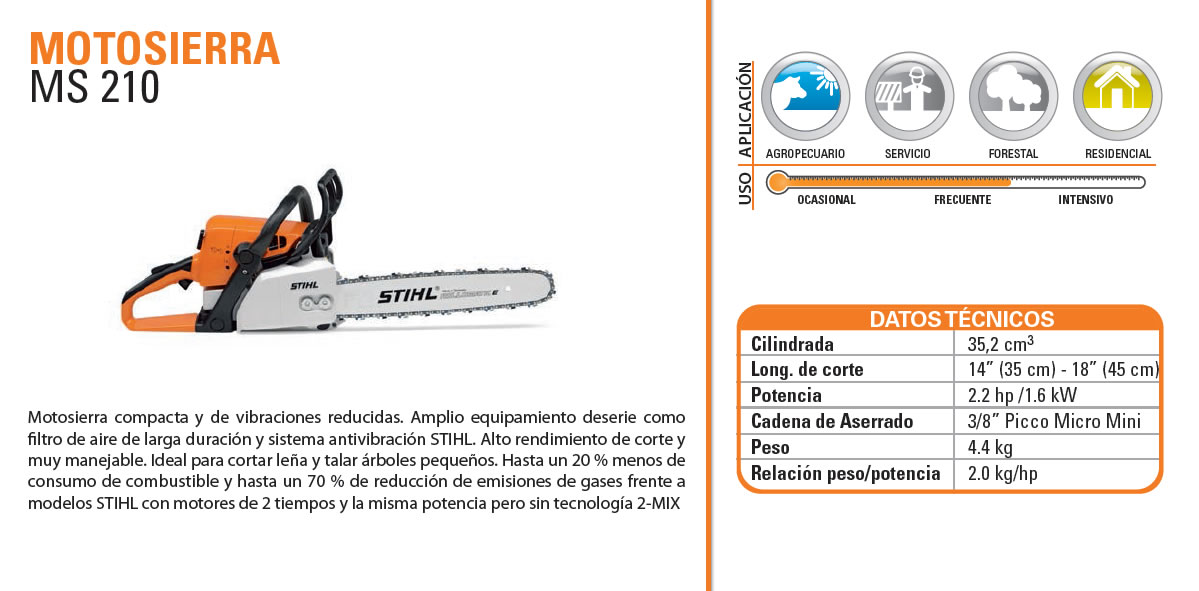 MOTOSIERRA
MS 210
STIHL
STIHL®
ROLLOMATIC E
Motosierra compacta y de vibraciones reducidas. Amplio equipamiento deserie como
filtro de aire de larga duración y sistema antivibración STIHL. Alto rendimiento de corte y
muy manejable. Ideal para cortar leña y talar árboles pequeños. Hasta un 20 % menos de
consumo de combustible y hasta un 70 % de reducción de emisiones de gases frente a
modelos STIHL con motores de 2 tiempos y la misma potencia pero sin tecnología 2-MIX
APLICACIÓN
AGROPECUARIO SERVICIO FORESTAL RESIDENCIAL
USO
OCASIONAL FRECUENTE INTENSIVO
DATOS TÉCNICOS
Cilindrada 35,2 cm³
Long. de corte 14” (35 cm) - 18” (45 cm)
Potencia 2.2 hp /1.6 kW
Cadena de Aserrado 3/8” Picco Micro Mini
Peso 4.4 kg
Relación peso/potencia 2.0 kg/hp